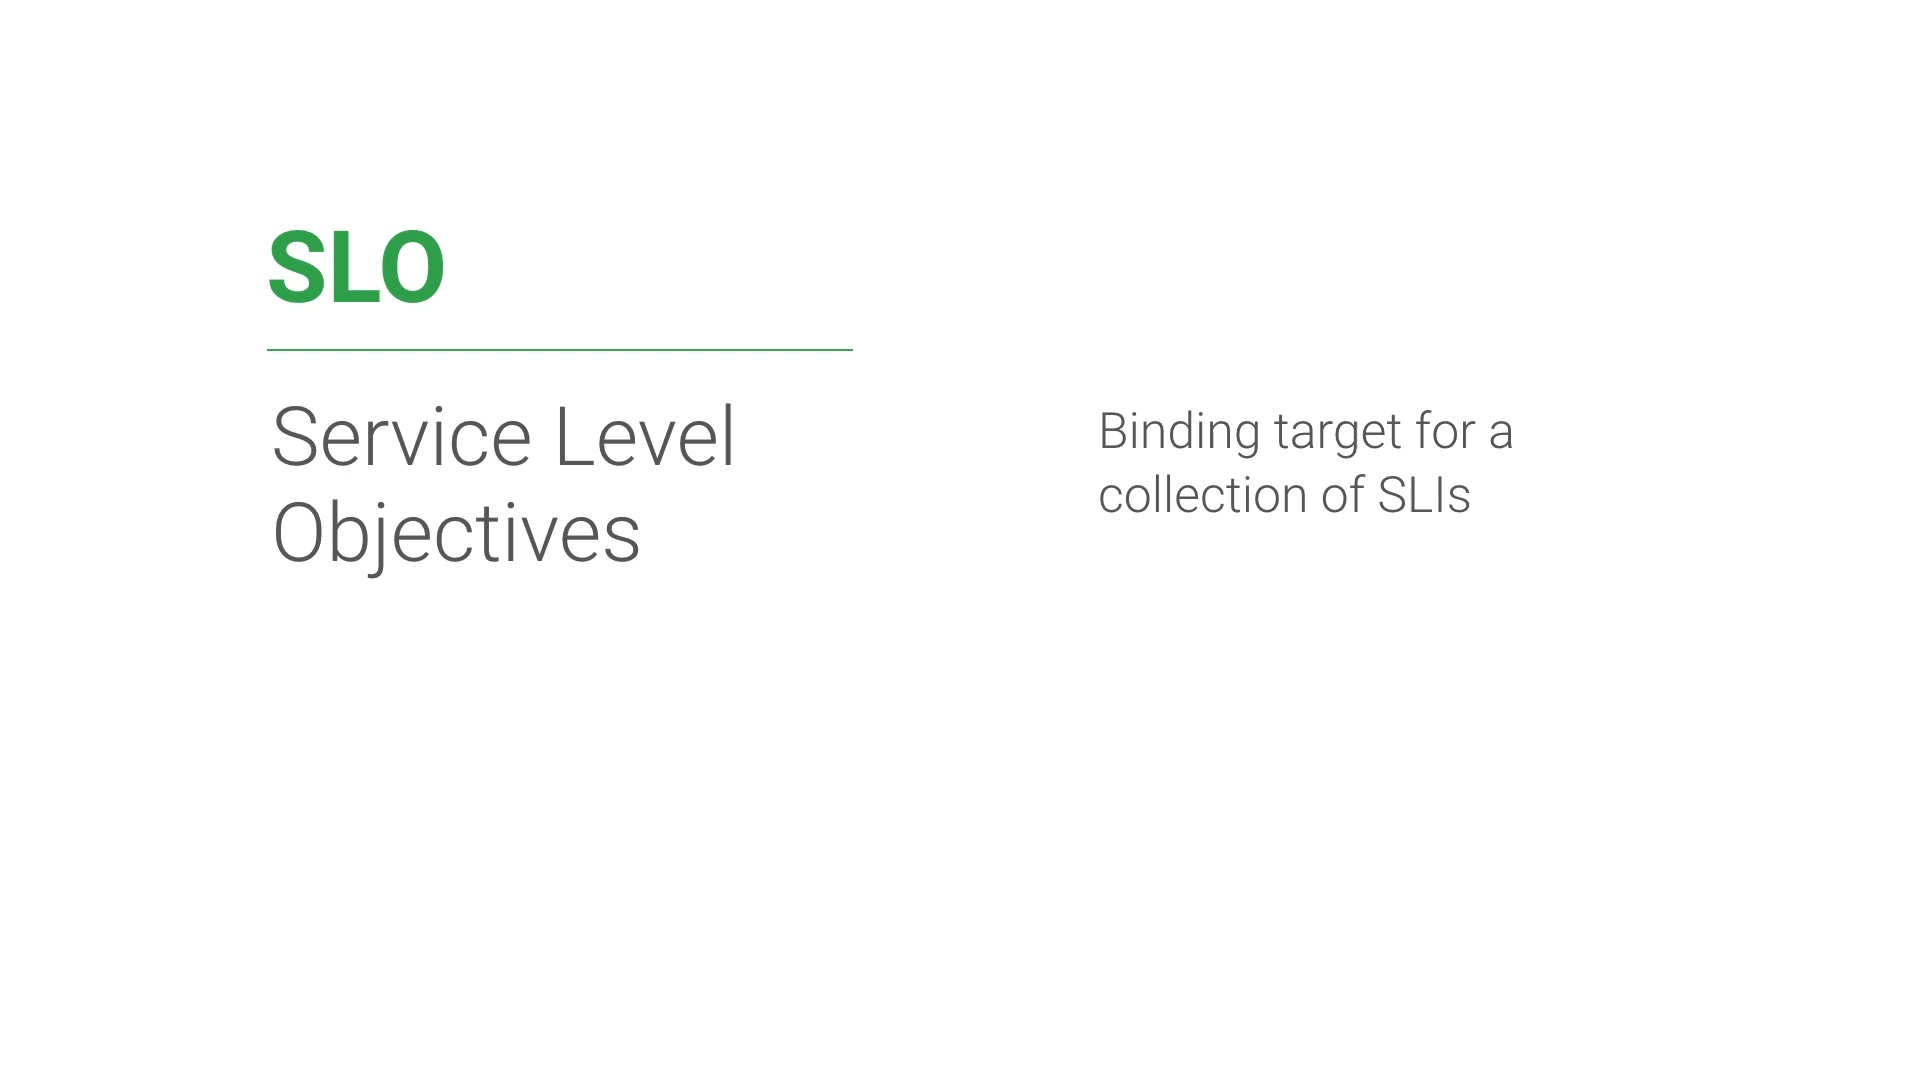 SLO
Service Level
Objectives
Binding target for a
collection of SLIs